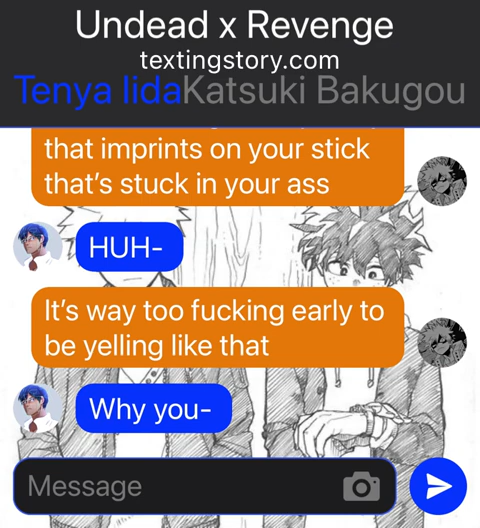 Undead x Revenge
textingstory.com
Tenya Iida Katsuki Bakugou
that imprints on your stick
that's stuck in your ass
HUH-
It's way too fucking early to
be yelling like that
Why you-
Message